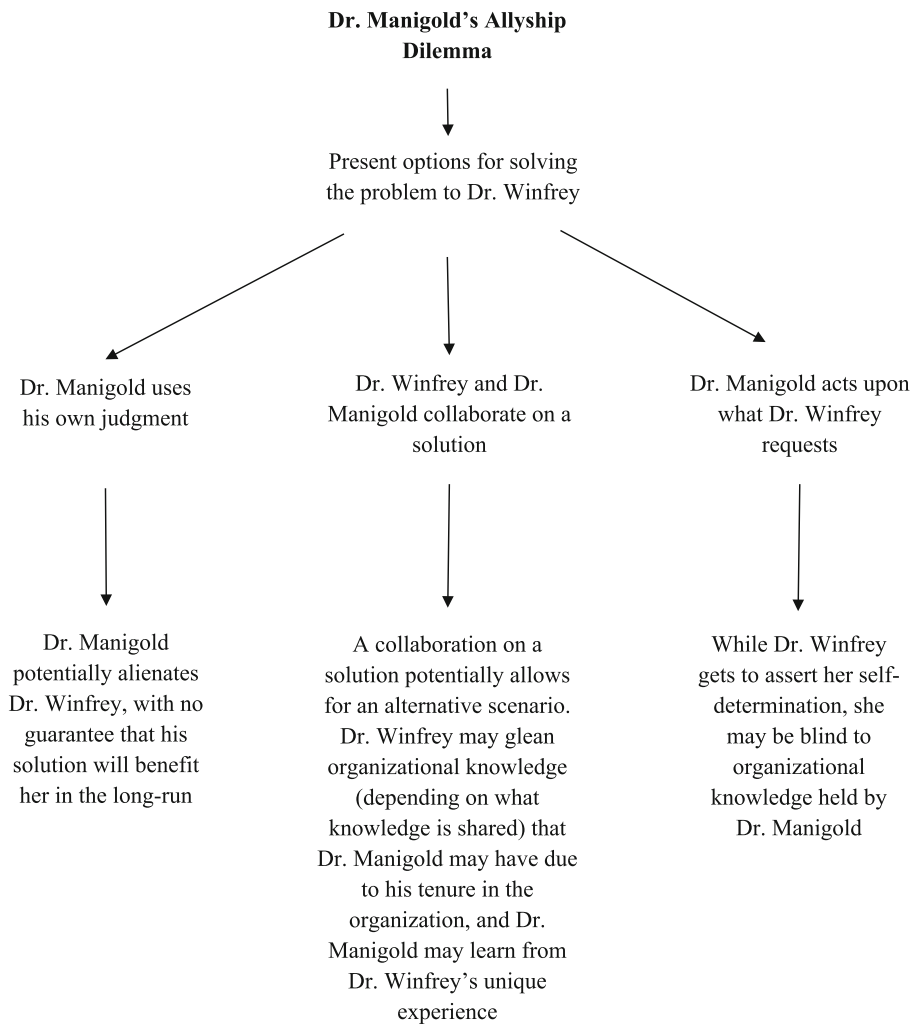 Dr. Manigold’s Allyship
Dilemma
Present options for solving
the problem to Dr. Winfrey
Dr. Manigold uses
his own judgment
Dr. Winfrey and Dr.
Manigold collaborate on a
solution
Dr. Manigold acts upon
what Dr. Winfrey
requests
Dr. Manigold
potentially alienates
Dr. Winfrey, with no
guarantee that his
solution will benefit
her in the long-run
A collaboration on a
solution potentially allows
for an alternative scenario.
Dr. Winfrey may glean
organizational knowledge
(depending on what
knowledge is shared) that
Dr. Manigold may have due
to his tenure in the
organization, and Dr.
Manigold may learn from
Dr. Winfrey’s unique
experience
While Dr. Winfrey
gets to assert her self-
determination, she
may be blind to
organizational
knowledge held by
Dr. Manigold